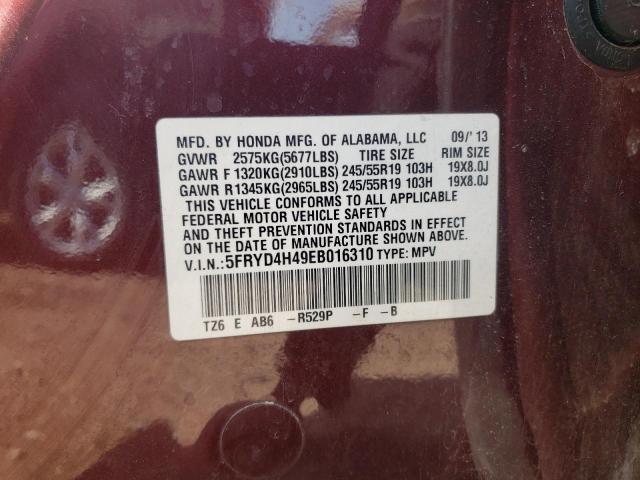 MFD. BY HONDA MFG. OF ALABAMA, LLC 09/'13
GVWR 2575KG(5677LBS) TIRE SIZE RIM SIZE
GAWR F 1320KG(2910LBS) 245/55R19 103H 19X8.0J
GAWR R 1345KG(2965LBS) 245/55R19 103H 19X8.0J
THIS VEHICLE CONFORMS TO ALL APPLICABLE
FEDERAL MOTOR VEHICLE SAFETY
AND THEFT PREVENTION STANDARDS IN EFFECT
ON THE DATE OF MANUFACTURE SHOWN ABOVE.
V.I.N.: 5FRYD4H49EB016310 TYPE: MPV
TZ6 E AB6 -R529P -F -B